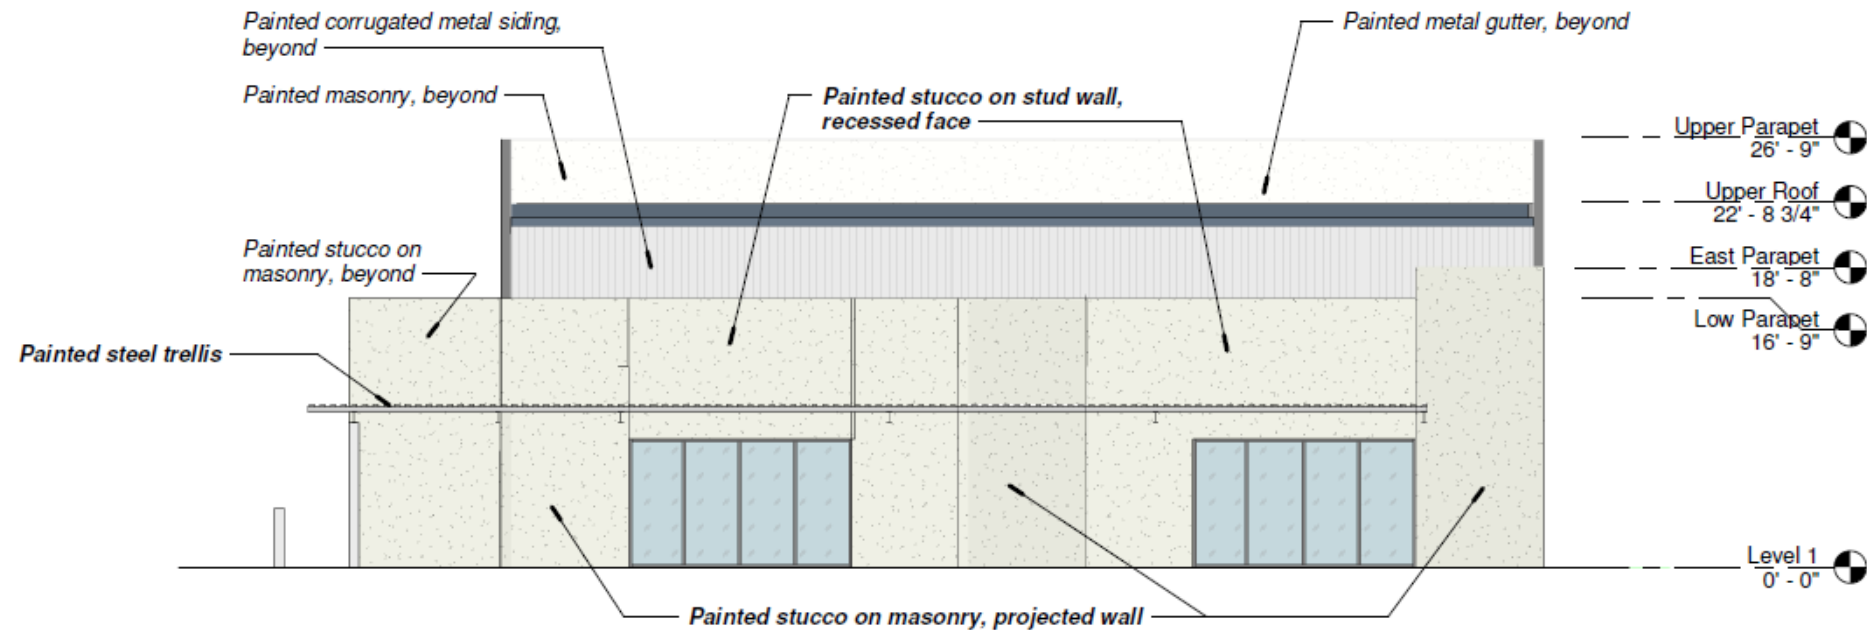 Painted corrugated metal siding,
beyond
Painted metal gutter, beyond
Painted masonry, beyond
Painted stucco on stud wall,
recessed face
Upper Parapet
26' - 9"
Upper Roof
22' - 8 3/4"
Painted stucco on
masonry, beyond
East Parapet
18' - 8"
Low Parapet
16' - 9"
Painted steel trellis
Level 1
0' - 0"
Painted stucco on masonry, projected wall